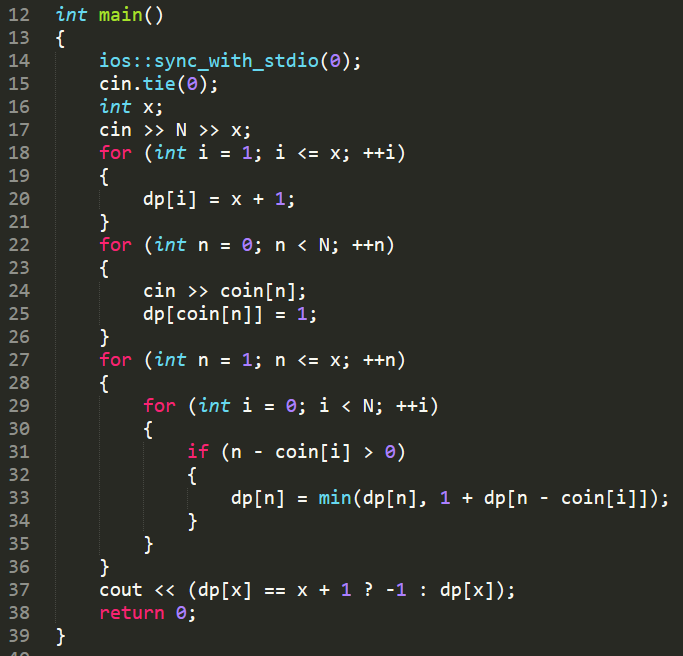 12 int main()
13 {
14     ios::sync_with_stdio(0);
15     cin.tie(0);
16     int x;
17     cin >> N >> x;
18     for (int i = 1; i <= x; ++i)
19     {
20         dp[i] = x + 1;
21     }
22     for (int n = 0; n < N; ++n)
23     {
24         cin >> coin[n];
25         dp[coin[n]] = 1;
26     }
27     for (int n = 1; n <= x; ++n)
28     {
29         for (int i = 0; i < N; ++i)
30         {
31             if (n - coin[i] > 0)
32             {
33                 dp[n] = min(dp[n], 1 + dp[n - coin[i]]);
34             }
35         }
36     }
37     cout << (dp[x] == x + 1 ? -1 : dp[x]);
38     return 0;
39 }